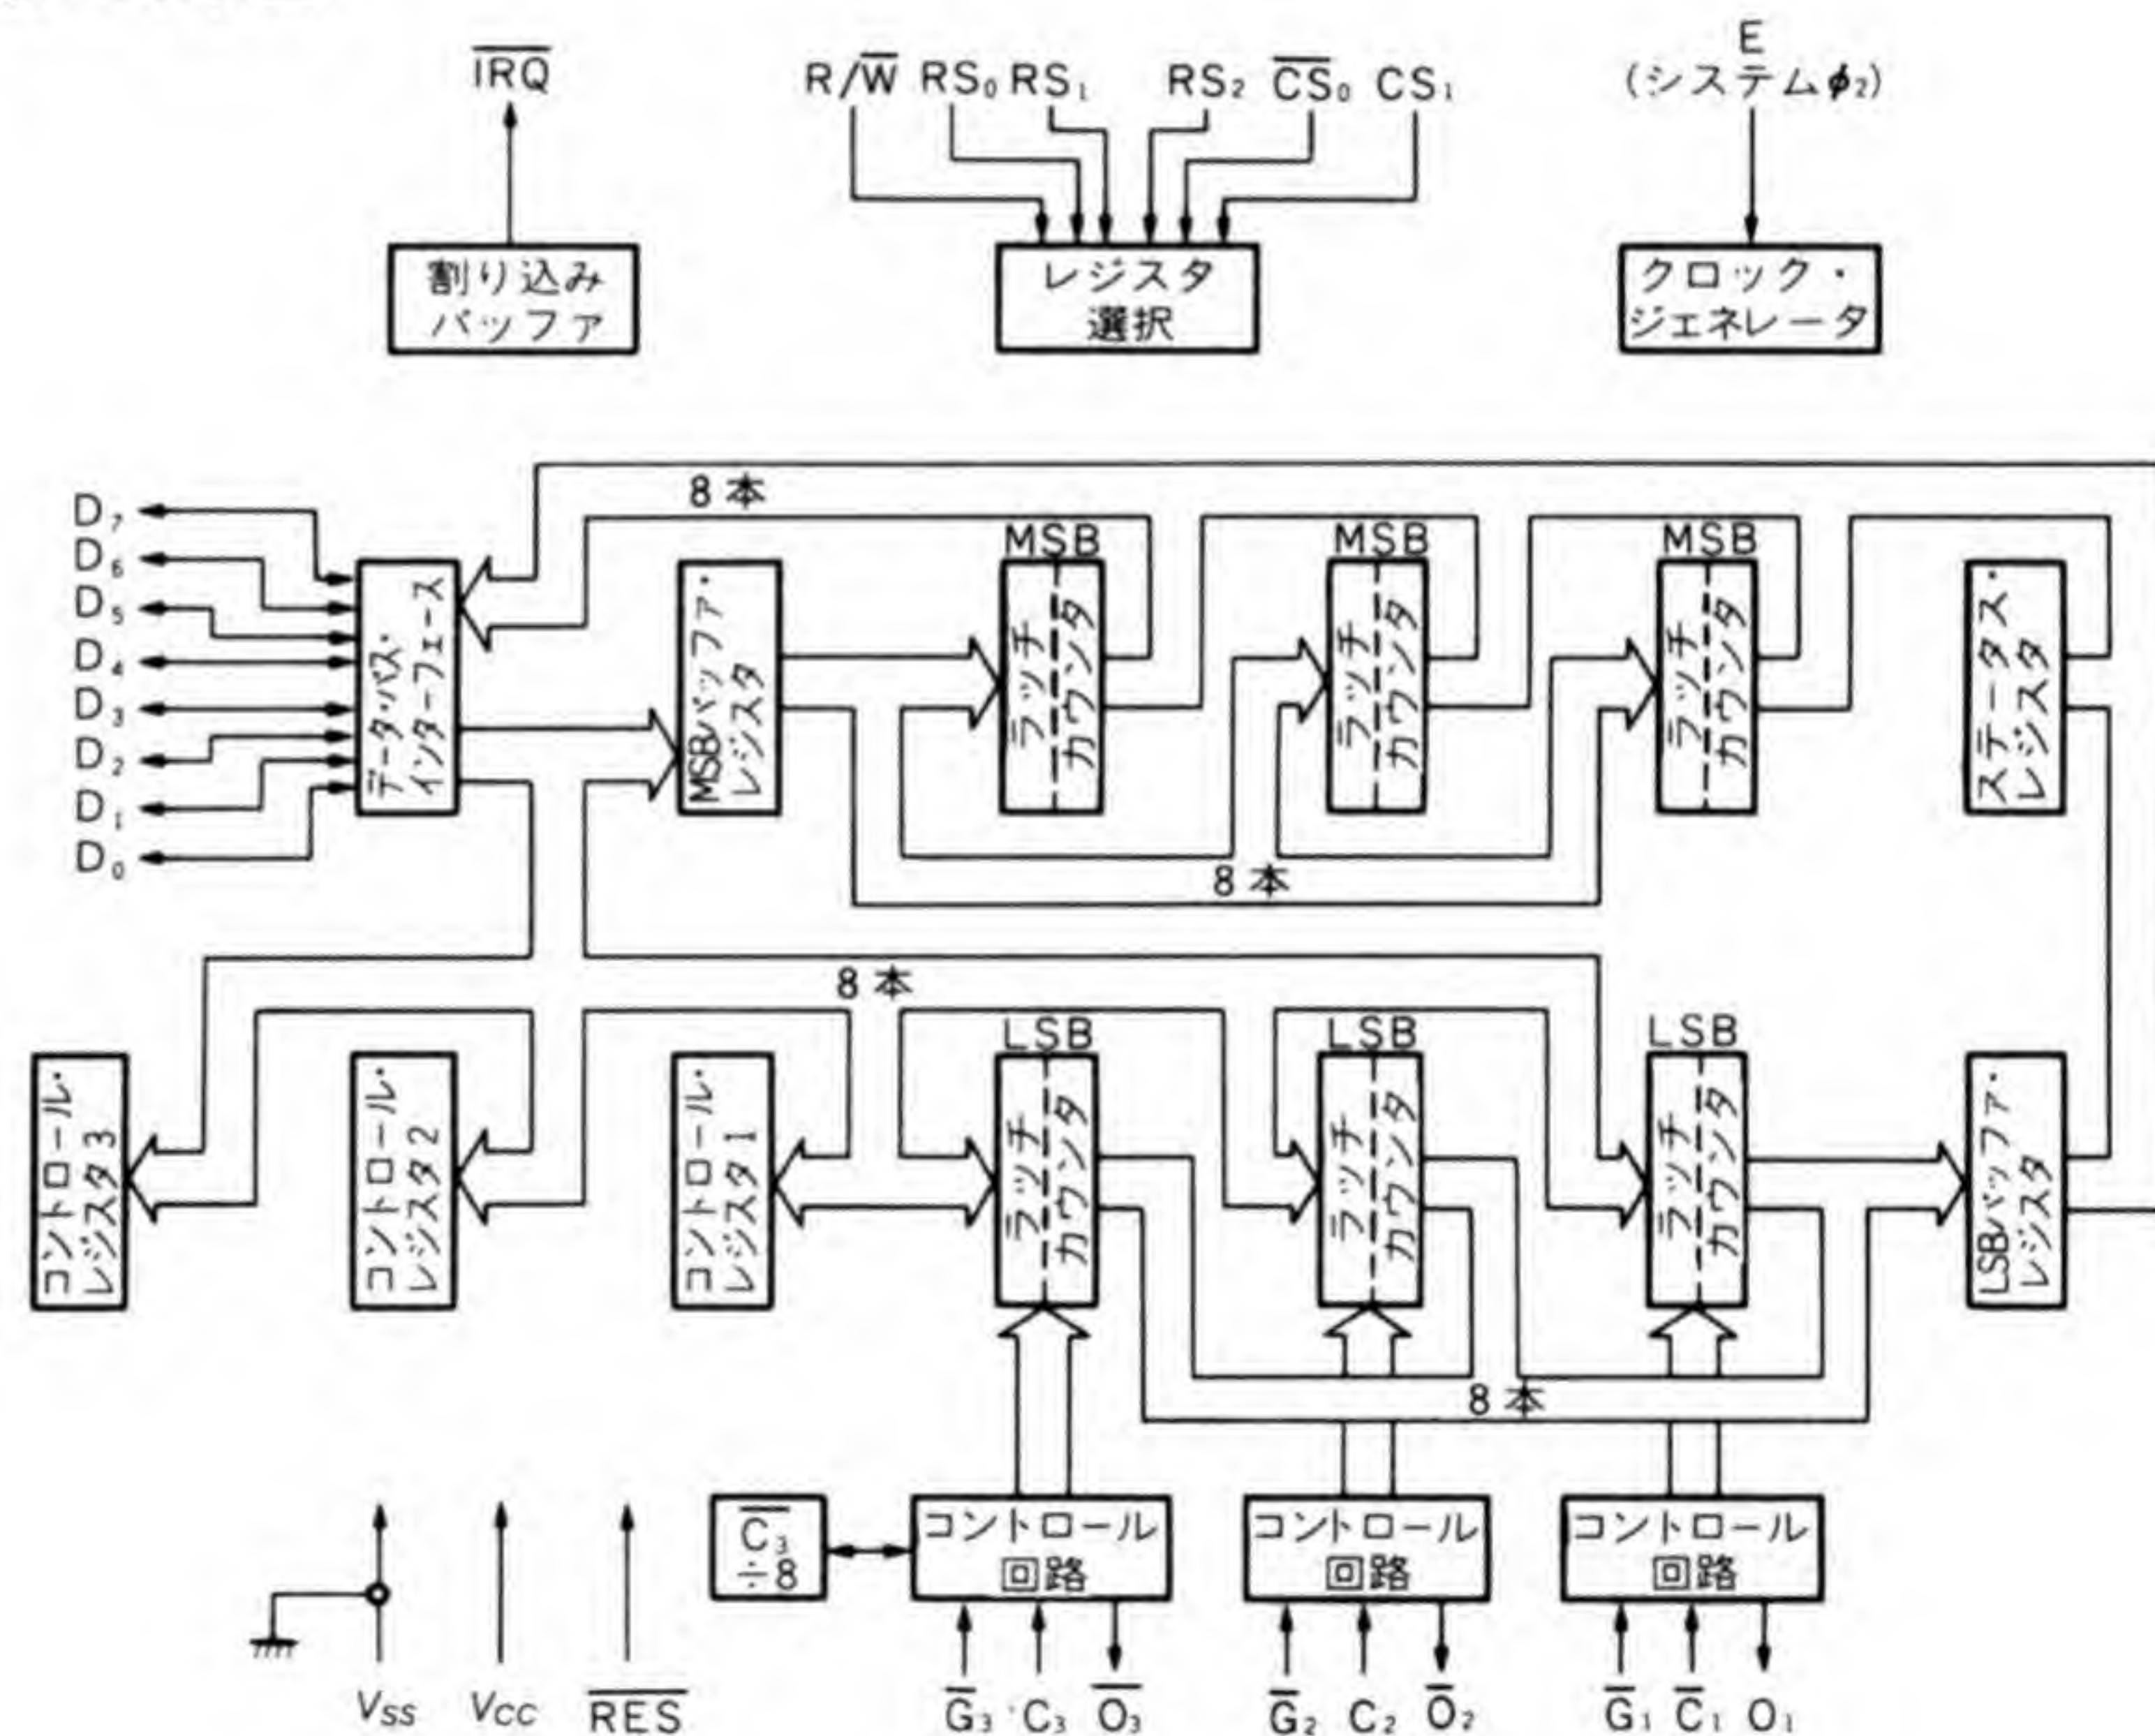 I̅R̅Q̅
R/W̅ RS₀ RS₁ RS₂ C̅S̅₀ CS₁
E
(システムφ₂)
割り込み
バッファ
レジスタ
選択
クロック・
ジェネレータ
8本
D₇
D₆
D₅
D₄
D₃
D₂
D₁
D₀
データ・バス・
インターフェース
MSBバッファ・
レジスタ
MSB
ラッチ
カウンタ
MSB
ラッチ
カウンタ
MSB
ラッチ
カウンタ
ステータス・
レジスタ
8本
8本
コントロール・
レジスタ3
コントロール・
レジスタ2
コントロール・
レジスタ1
LSB
ラッチ
カウンタ
LSB
ラッチ
カウンタ
LSB
ラッチ
カウンタ
LSBバッファ・
レジスタ
8本
C̅₃
÷8
コントロール
回路
コントロール
回路
コントロール
回路
VSS VCC R̅E̅S̅
G̅₃ C₃ O̅₃ G̅₂ C₂ O̅₂ G̅₁ C̅₁ O₁